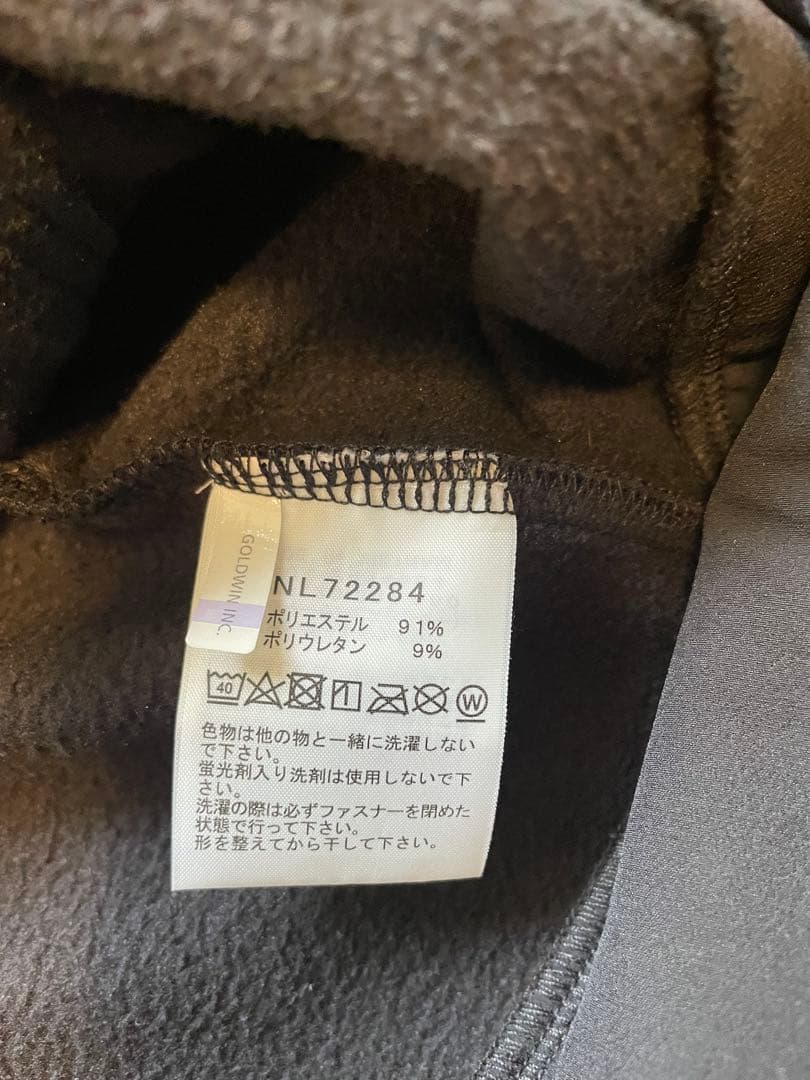 GOLDWIN INC.
NL72284
ポリエステル 91%
ポリウレタン 9%
40
W
色物は他の物と一緒に洗濯しない
で下さい。
蛍光剤入り洗剤は使用しないで下
さい。
洗濯の際は必ずファスナーを閉めた
状態で行って下さい。
形を整えてから干して下さい。